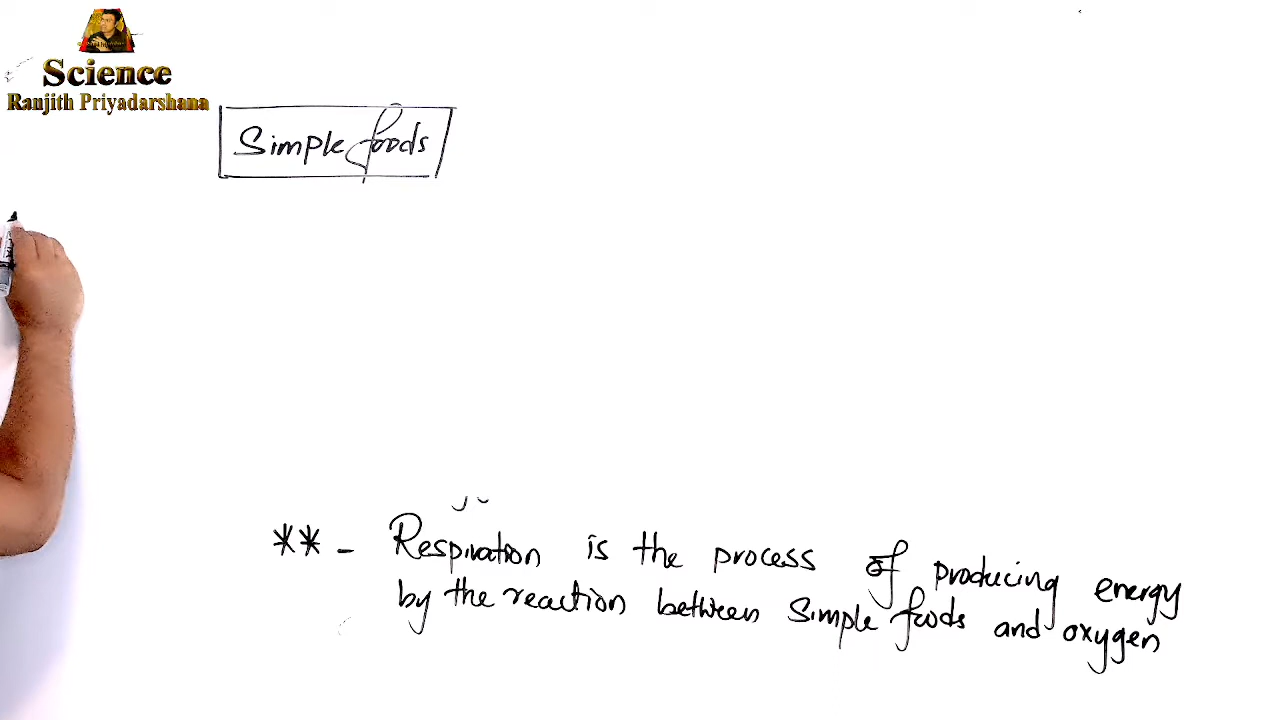 Science
Ranjith Priyadarshana
Simple foods
** - Respiration is the process of producing energy
by the reaction between Simple foods and oxygen